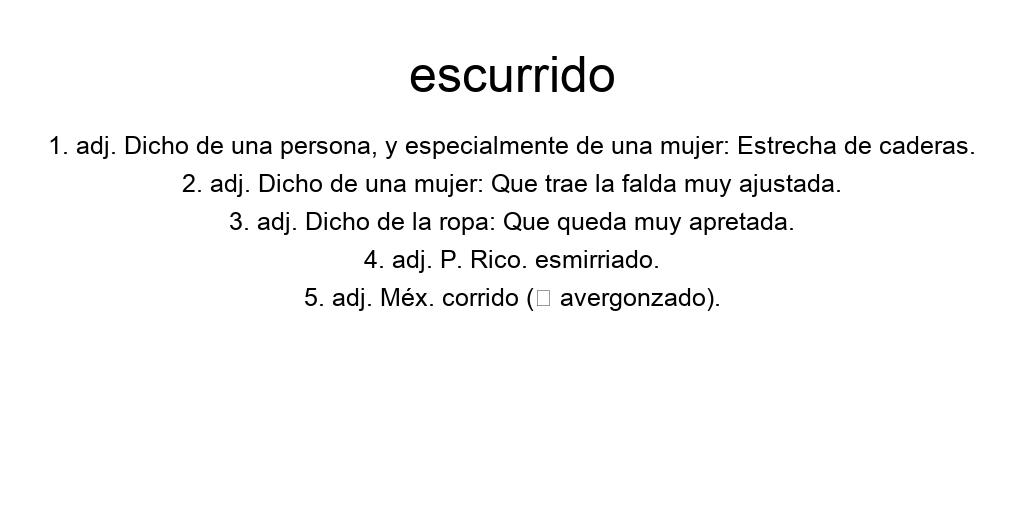 escurrido
1. adj. Dicho de una persona, y especialmente de una mujer: Estrecha de caderas.
2. adj. Dicho de una mujer: Que trae la falda muy ajustada.
3. adj. Dicho de la ropa: Que queda muy apretada.
4. adj. P. Rico. esmirriado.
5. adj. Méx. corrido (□ avergonzado).